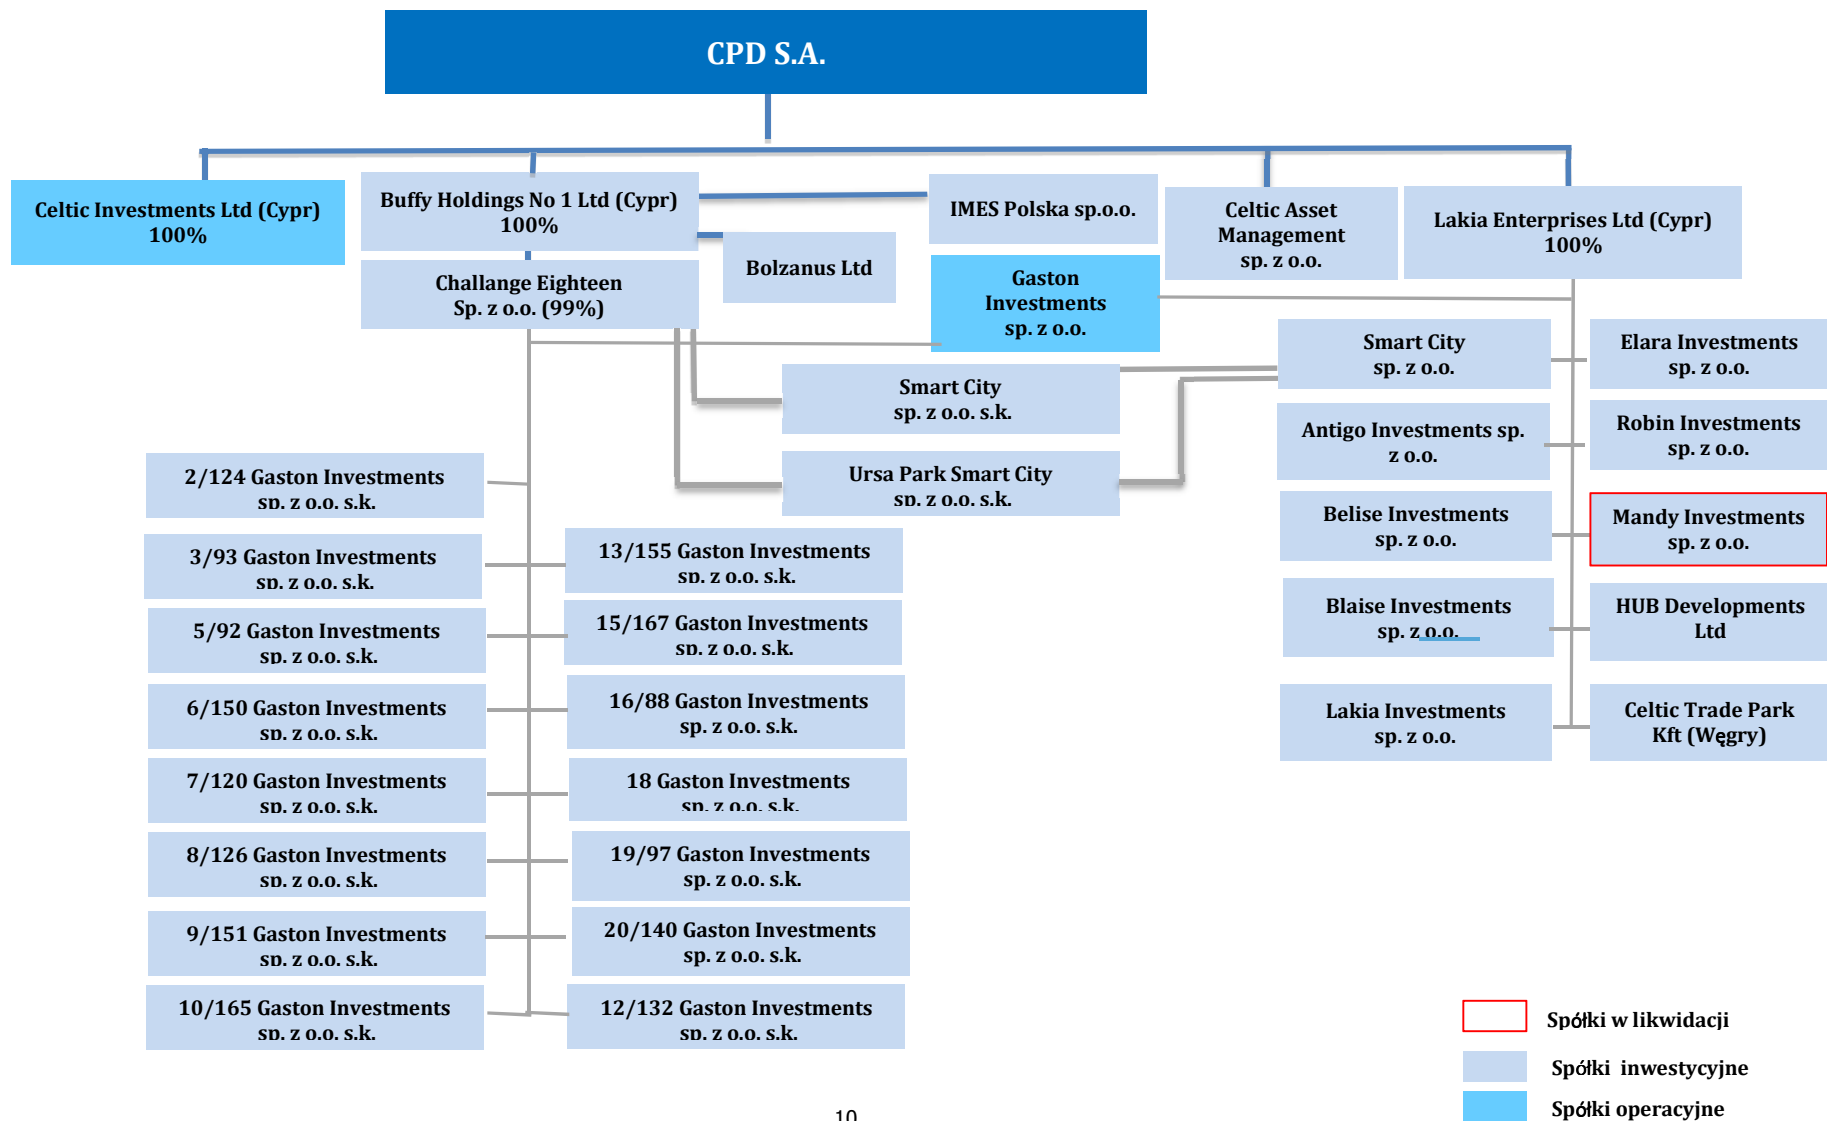 CPD S.A.
Celtic Investments Ltd (Cypr)
100%
Buffy Holdings No 1 Ltd (Cypr)
100%
IMES Polska sp.o.o.
Celtic Asset
Management
sp. z o.o.
Lakia Enterprises Ltd (Cypr)
100%
Bolzanus Ltd
Challange Eighteen
Sp. z o.o. (99%)
Gaston
Investments
sp. z o.o.
Smart City
sp. z o.o. s.k.
Ursa Park Smart City
sp. z o.o. s.k.
Smart City
sp. z o.o.
Elara Investments
sp. z o.o.
Antigo Investments sp.
z o.o.
Robin Investments
sp. z o.o.
Belise Investments
sp. z o.o.
Mandy Investments
sp. z o.o.
Blaise Investments
sp. z o.o.
HUB Developments
Ltd
Lakia Investments
sp. z o.o.
Celtic Trade Park
Kft (Węgry)
2/124 Gaston Investments
sp. z o.o. s.k.
3/93 Gaston Investments
sp. z o.o. s.k.
13/155 Gaston Investments
sp. z o.o. s.k.
5/92 Gaston Investments
sp. z o.o. s.k.
15/167 Gaston Investments
sp. z o.o. s.k.
6/150 Gaston Investments
sp. z o.o. s.k.
16/88 Gaston Investments
sp. z o.o. s.k.
7/120 Gaston Investments
sp. z o.o. s.k.
18 Gaston Investments
sp. z o.o. s.k.
8/126 Gaston Investments
sp. z o.o. s.k.
19/97 Gaston Investments
sp. z o.o. s.k.
9/151 Gaston Investments
sp. z o.o. s.k.
20/140 Gaston Investments
sp. z o.o. s.k.
10/165 Gaston Investments
sp. z o.o. s.k.
12/132 Gaston Investments
sp. z o.o. s.k.
Spółki w likwidacji
Spółki inwestycyjne
Spółki operacyjne
10